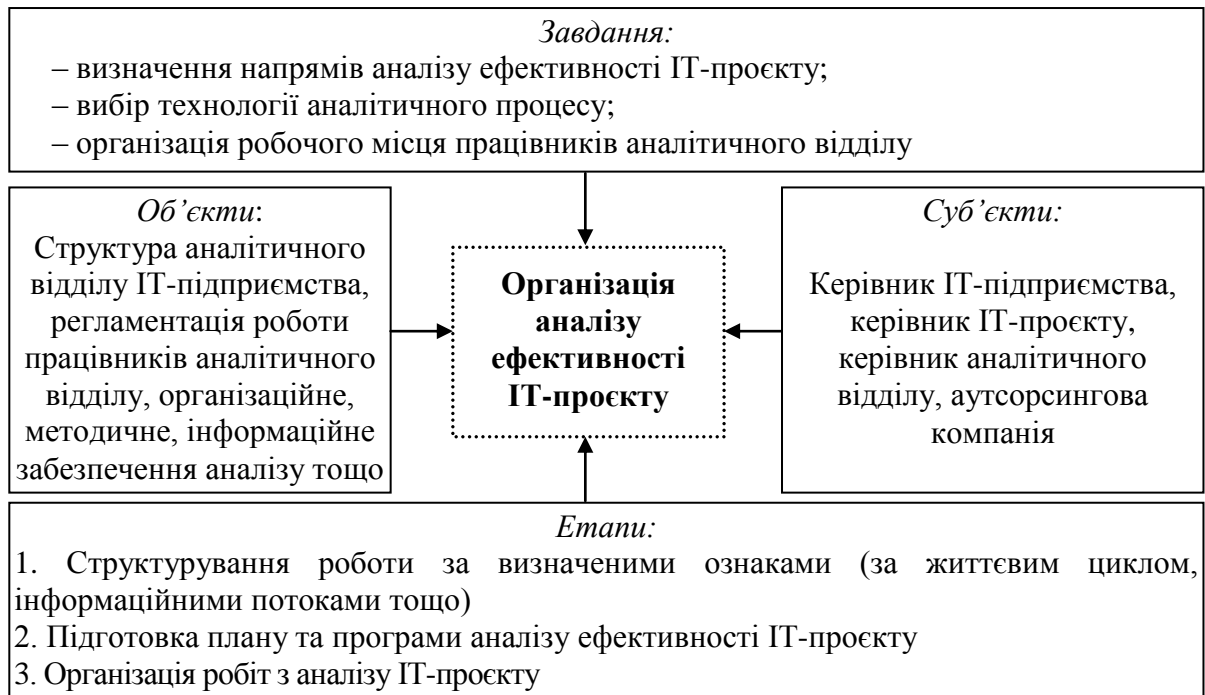 Завдання:
– визначення напрямів аналізу ефективності ІТ-проєкту;
– вибір технології аналітичного процесу;
– організація робочого місця працівників аналітичного відділу
Об’єкти:
Структура аналітичного
відділу ІТ-підприємства,
регламентація роботи
працівників аналітичного
відділу, організаційне,
методичне, інформаційне
забезпечення аналізу тощо
Організація
аналізу
ефективності
ІТ-проєкту
Суб’єкти:
Керівник ІТ-підприємства,
керівник ІТ-проєкту,
керівник аналітичного
відділу, аутсорсингова
компанія
Етапи:
1. Структурування роботи за визначеними ознаками (за життєвим циклом,
інформаційними потоками тощо)
2. Підготовка плану та програми аналізу ефективності ІТ-проєкту
3. Організація робіт з аналізу ІТ-проєкту